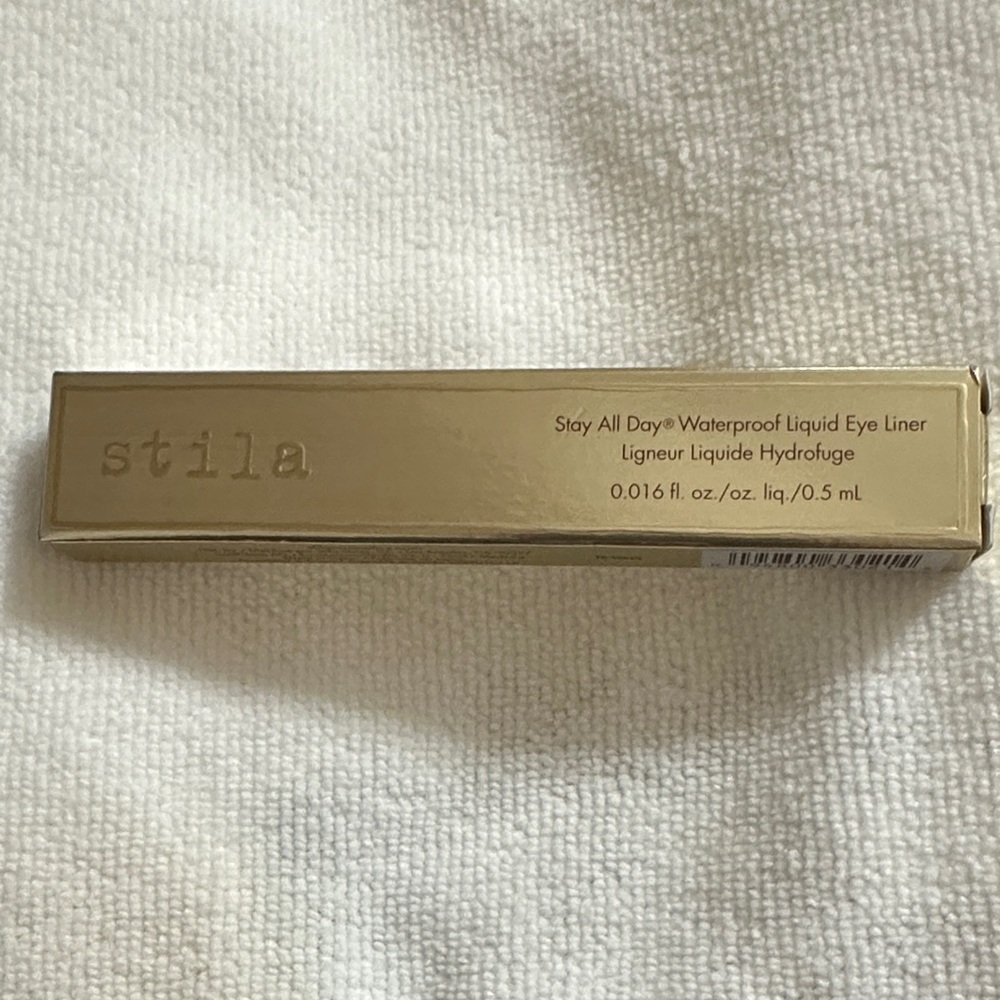 stila
Stay All Day® Waterproof Liquid Eye Liner
Ligneur Liquide Hydrofuge
0.016 fl. oz./oz. liq./0.5 mL